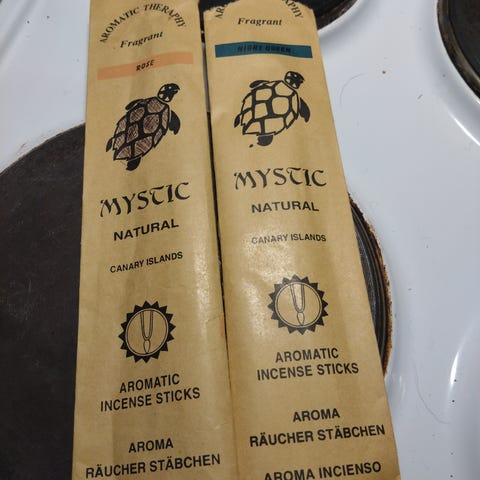 AROMATIC THERAPHY
Fragrant
ROSE
MYSTIC
NATURAL
CANARY ISLANDS
AROMATIC
INCENSE STICKS
AROMA
RÄUCHER STÄBCHEN
Fragrant
NIGHT QUEEN
MYSTIC
NATURAL
CANARY ISLANDS
AROMATIC
INCENSE STICKS
AROMA
RÄUCHER STÄBCHEN
AROMA INCIENSO